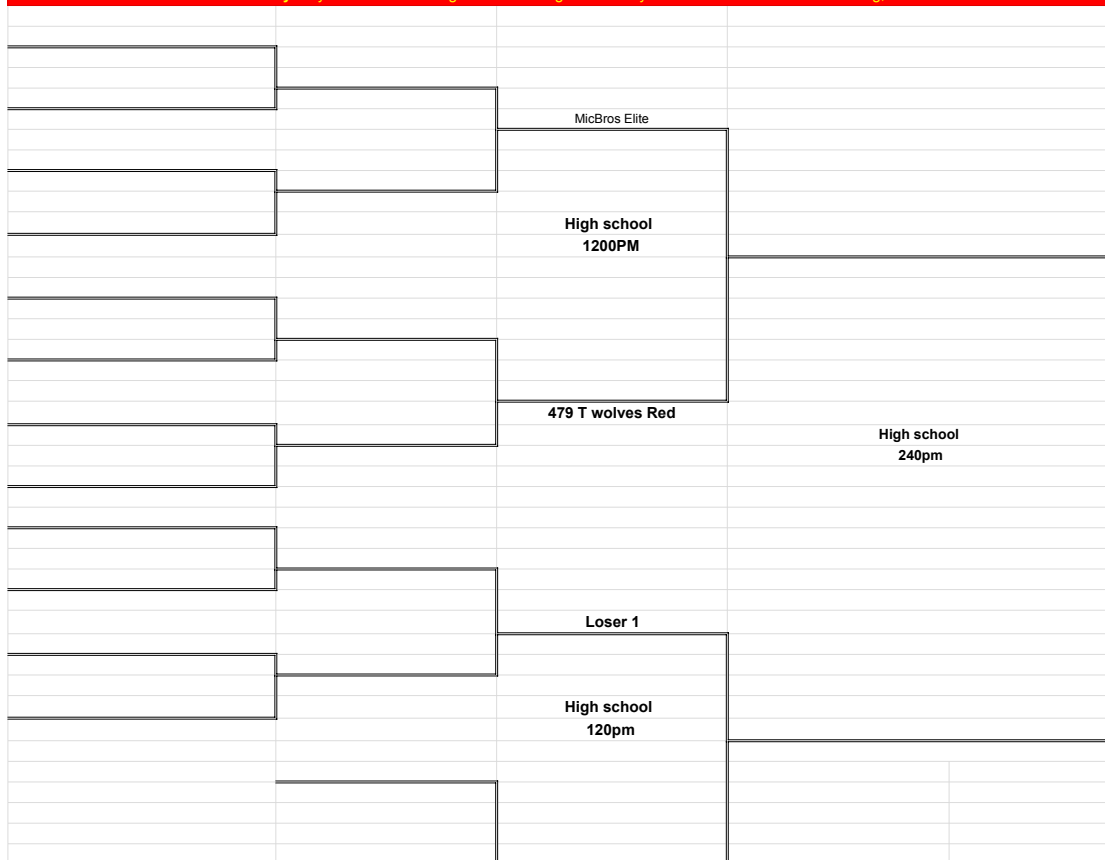 MicBros Elite
High school
1200PM
479 T wolves Red
High school
240pm
Loser 1
High school
120pm